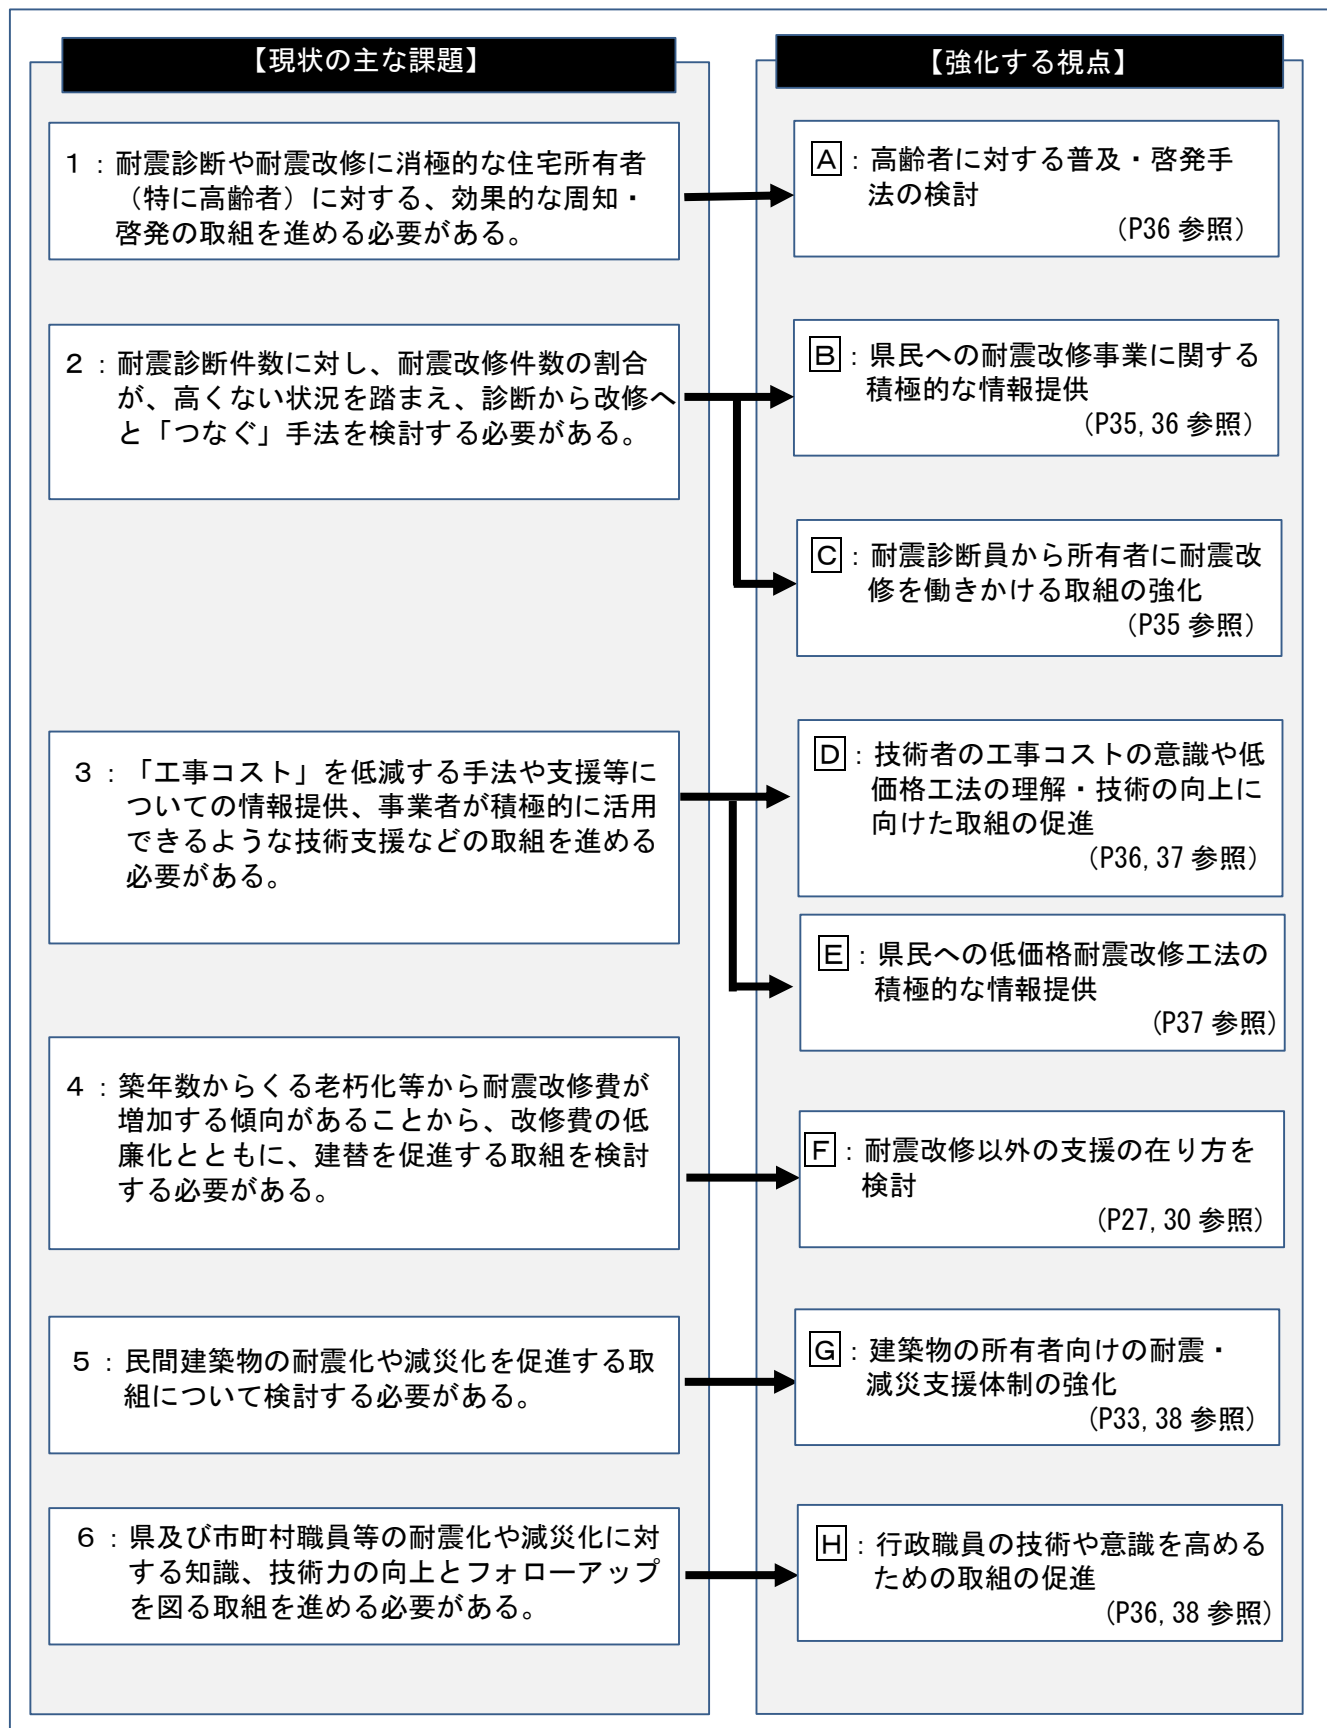 【現状の主な課題】
1：耐震診断や耐震改修に消極的な住宅所有者
（特に高齢者）に対する、効果的な周知・
啓発の取組を進める必要がある。
2：耐震診断件数に対し、耐震改修件数の割合
が、高くない状況を踏まえ、診断から改修へ
と「つなぐ」手法を検討する必要がある。
3：「工事コスト」を低減する手法や支援等に
ついての情報提供、事業者が積極的に活用
できるような技術支援などの取組を進める
必要がある。
4：築年数からくる老朽化等から耐震改修費が
増加する傾向があることから、改修費の低
廉化とともに、建替を促進する取組を検討
する必要がある。
5：民間建築物の耐震化や減災化を促進する取
組について検討する必要がある。
6：県及び市町村職員等の耐震化や減災化に対
する知識、技術力の向上とフォローアップ
を図る取組を進める必要がある。
【強化する視点】
A：高齢者に対する普及・啓発手
法の検討
（P36 参照）
B：県民への耐震改修事業に関する
積極的な情報提供
（P35, 36 参照）
C：耐震診断員から所有者に耐震改
修を働きかける取組の強化
（P35 参照）
D：技術者の工事コストの意識や低
価格工法の理解・技術の向上に
向けた取組の促進
（P36, 37 参照）
E：県民への低価格耐震改修工法の
積極的な情報提供
（P37 参照）
F：耐震改修以外の支援の在り方を
検討
（P27, 30 参照）
G：建築物の所有者向けの耐震・
減災支援体制の強化
（P33, 38 参照）
H：行政職員の技術や意識を高める
ための取組の促進
（P36, 38 参照）